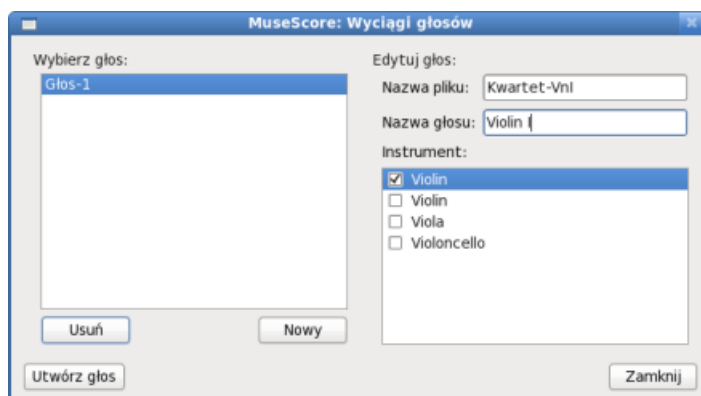 MuseScore: Wyciągi głosów
Wybierz głos:
Głos-1
Usuń
Nowy
Utwórz głos
Edytuj głos:
Nazwa pliku: Kwartet-VnI
Nazwa głosu: Violin I
Instrument:
Violin
Violin
Viola
Violoncello
Zamknij